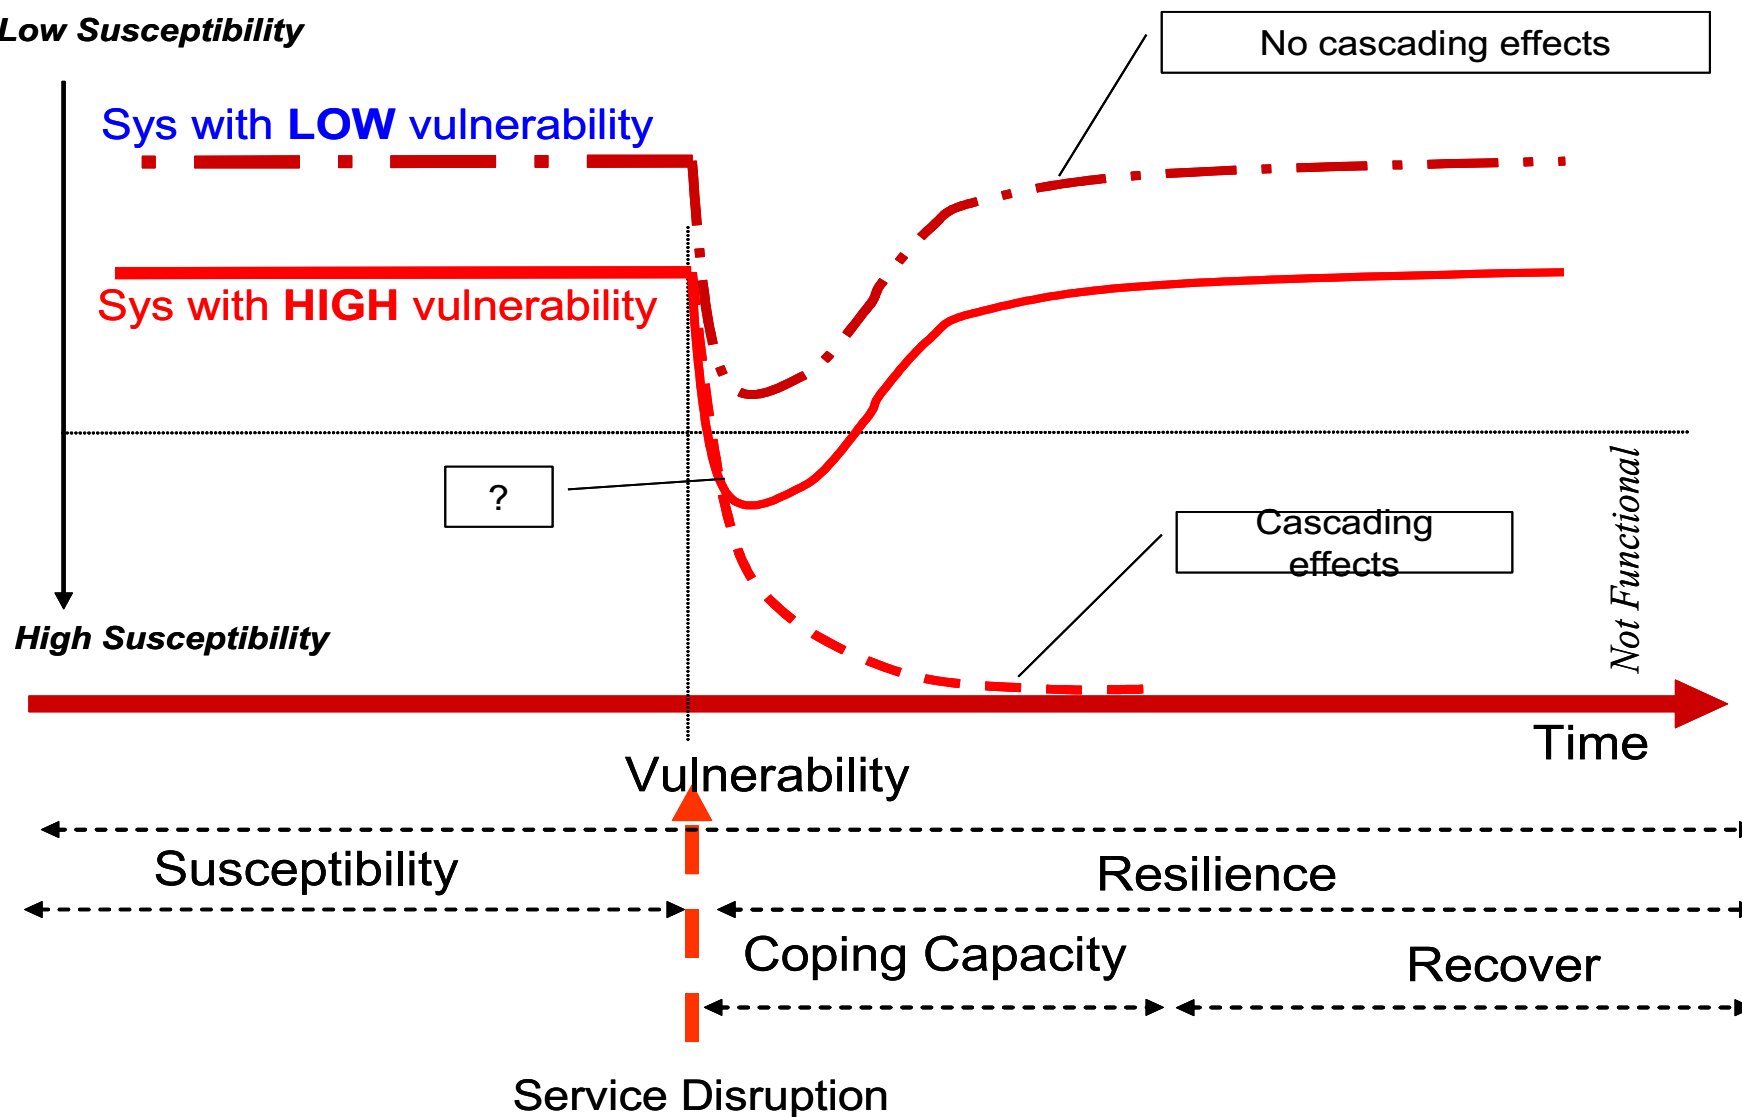 Low Susceptibility
No cascading effects
Sys with LOW vulnerability
Sys with HIGH vulnerability
?
Cascading
effects
Not Functional
High Susceptibility
Time
Vulnerability
Susceptibility
Resilience
Coping Capacity
Recover
Service Disruption